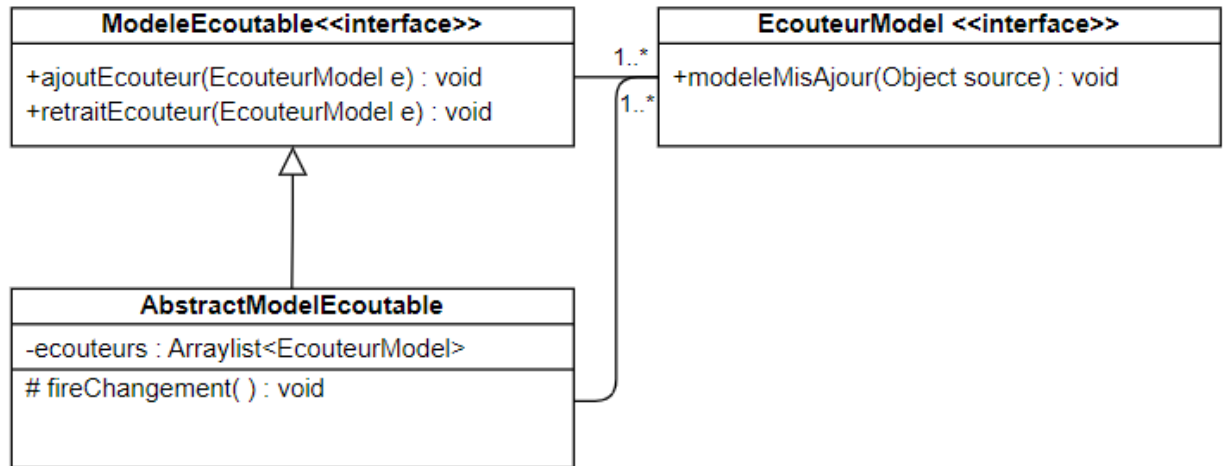 ModeleEcoutable<<interface>>
+ajoutEcouteur(EcouteurModel e) : void
+retraitEcouteur(EcouteurModel e) : void
1..*
1..*
EcouteurModel <<interface>>
+modeleMisAjour(Object source) : void
AbstractModelEcoutable
-ecouteurs : Arraylist<EcouteurModel>
# fireChangement( ) : void